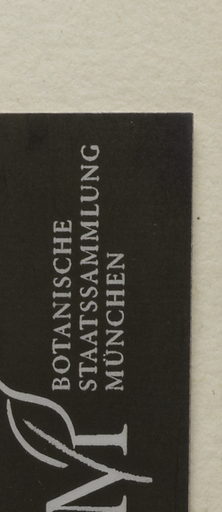 BOTANISCHE
STAATSSAMMLUNG
MÜNCHEN
M